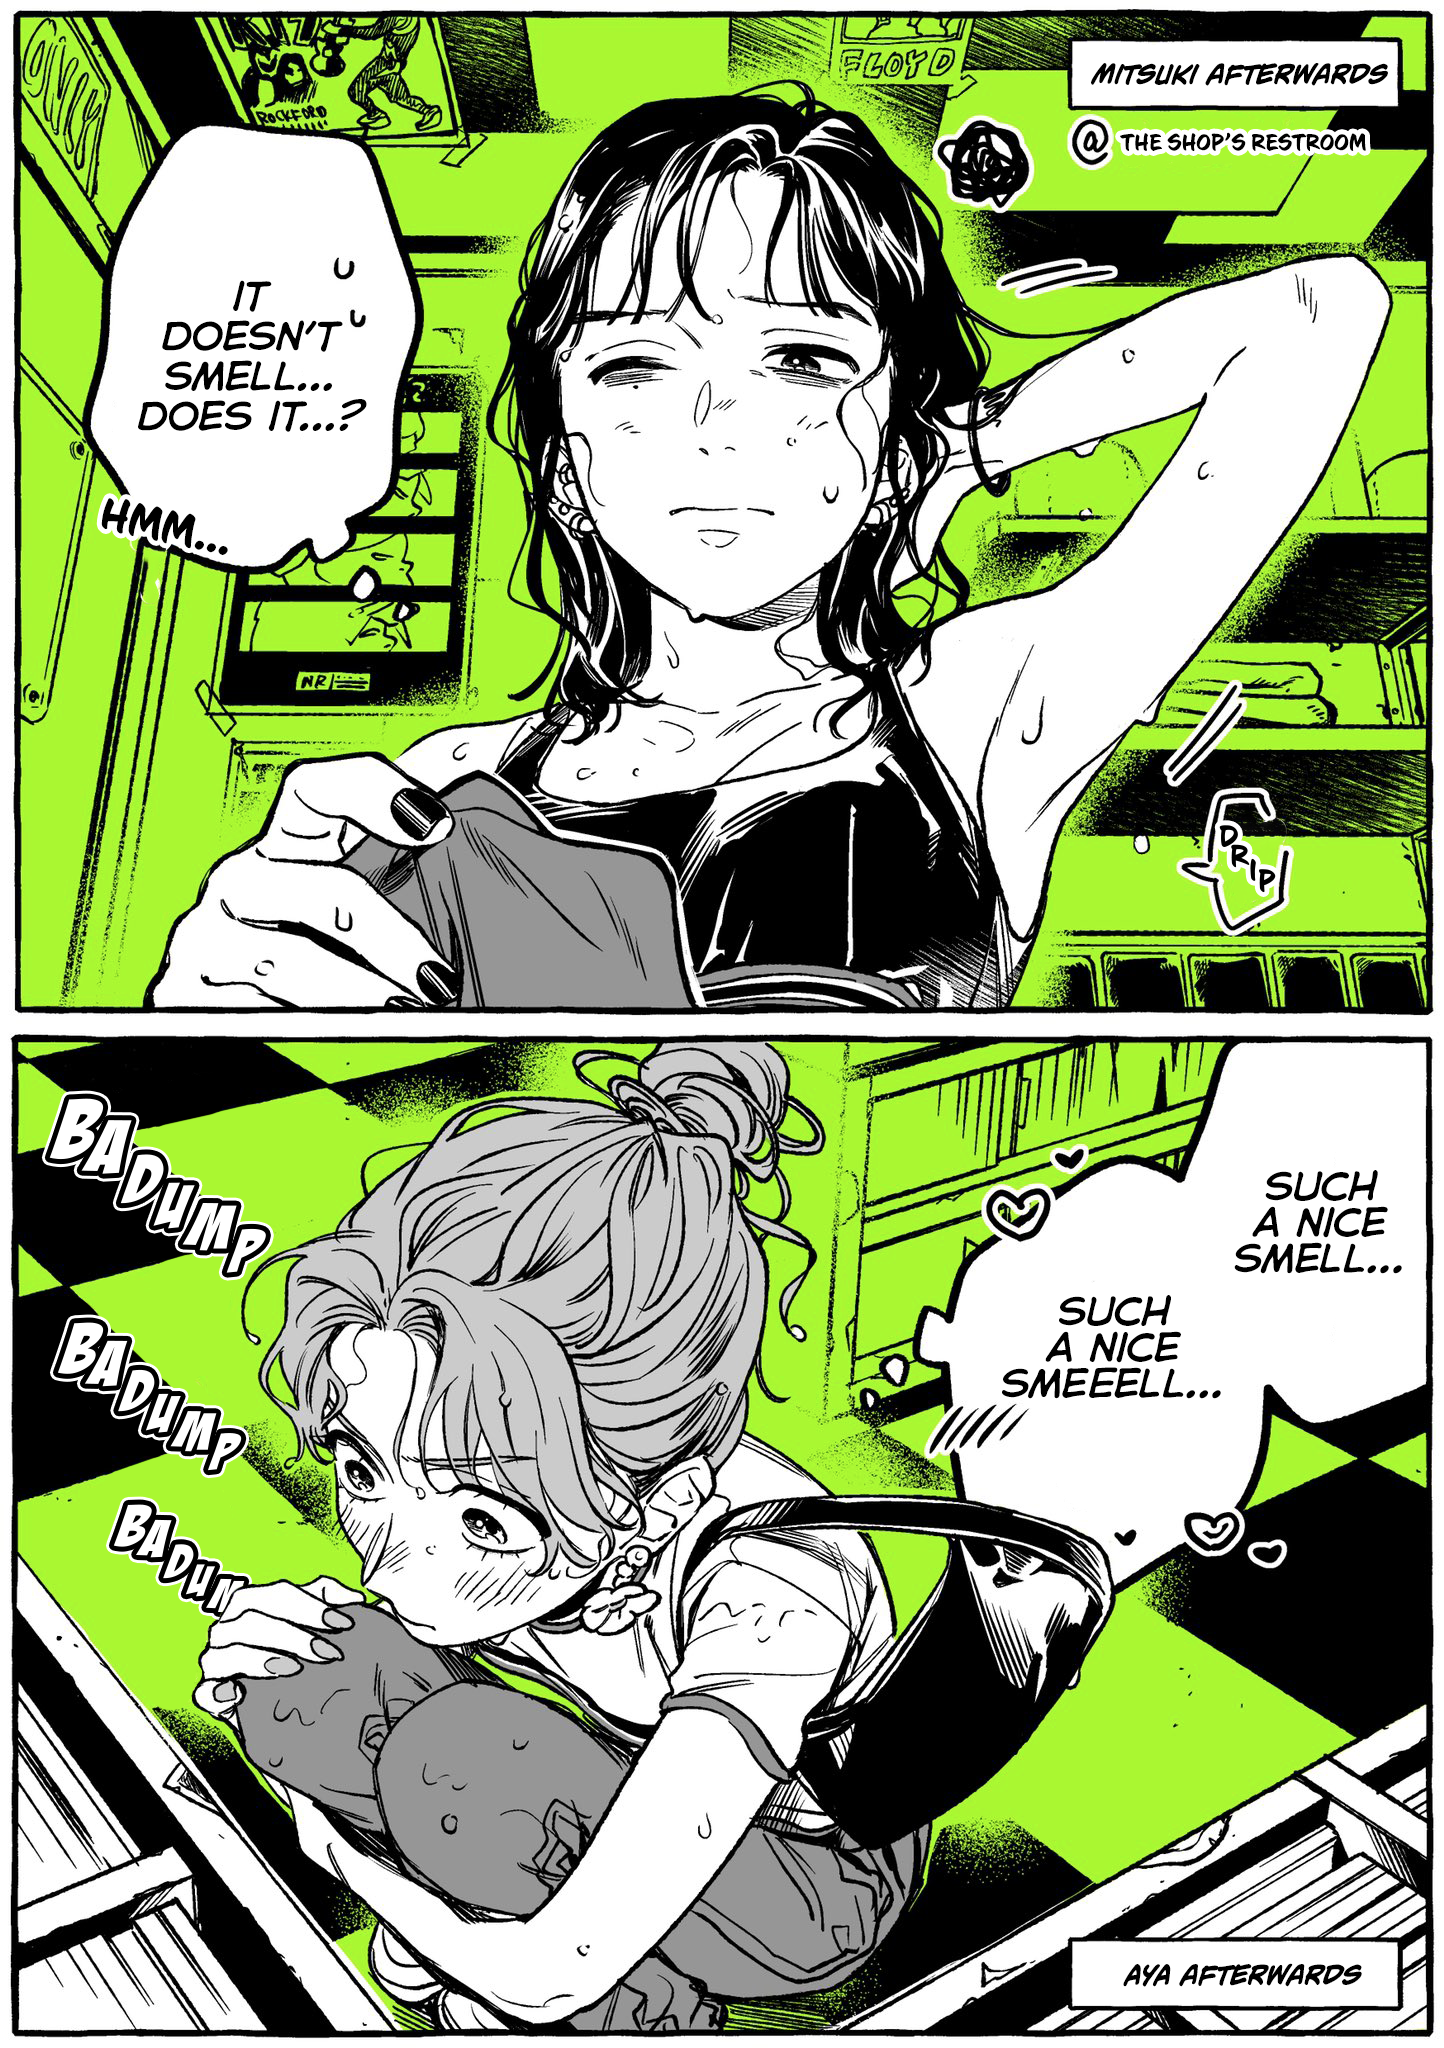 MITSUKI AFTERWARDS
@ THE SHOP'S RESTROOM
FLOYD
ROCKFORD
IT
DOESN'T
SMELL...
DOES IT...?
HMM...
NR
DRIP
SUCH
A NICE
SMELL...
SUCH
A NICE
SMEEELL...
BADUMP
BADUMP
BADUM
AYA AFTERWARDS